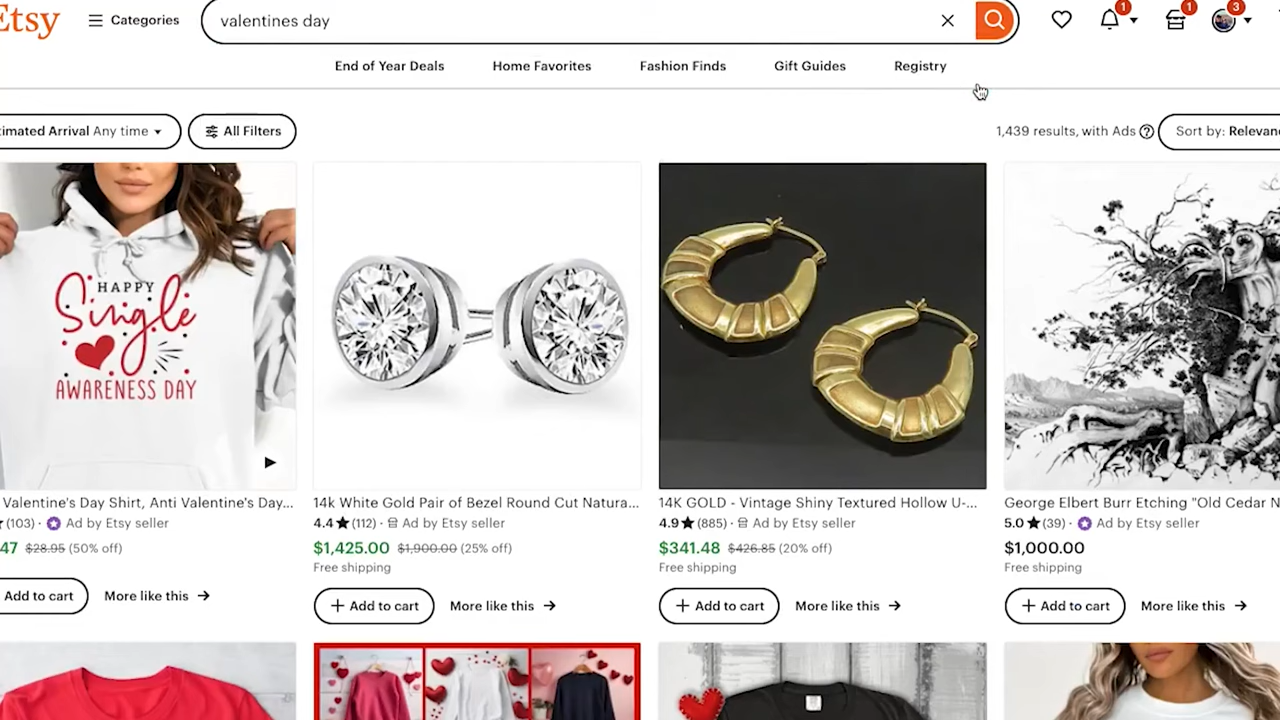 Etsy
Categories
valentines day
1
1
3
End of Year Deals
Home Favorites
Fashion Finds
Gift Guides
Registry
timated Arrival Any time
All Filters
1,439 results, with Ads
Sort by: Relevan
HAPPY
Single
AWARENESS DAY
Valentine's Day Shirt, Anti Valentine's Day...
(103) · Ad by Etsy seller
47 $28.95 (50% off)
Add to cart
More like this →
14k White Gold Pair of Bezel Round Cut Natura...
4.4★ (112) · Ad by Etsy seller
$1,425.00 $1,900.00 (25% off)
Free shipping
+ Add to cart
More like this →
14K GOLD - Vintage Shiny Textured Hollow U-...
4.9★ (885) · Ad by Etsy seller
$341.48 $426.85 (20% off)
Free shipping
+ Add to cart
More like this →
George Elbert Burr Etching "Old Cedar N
5.0★ (39) · Ad by Etsy seller
$1,000.00
Free shipping
+ Add to cart
More like this →